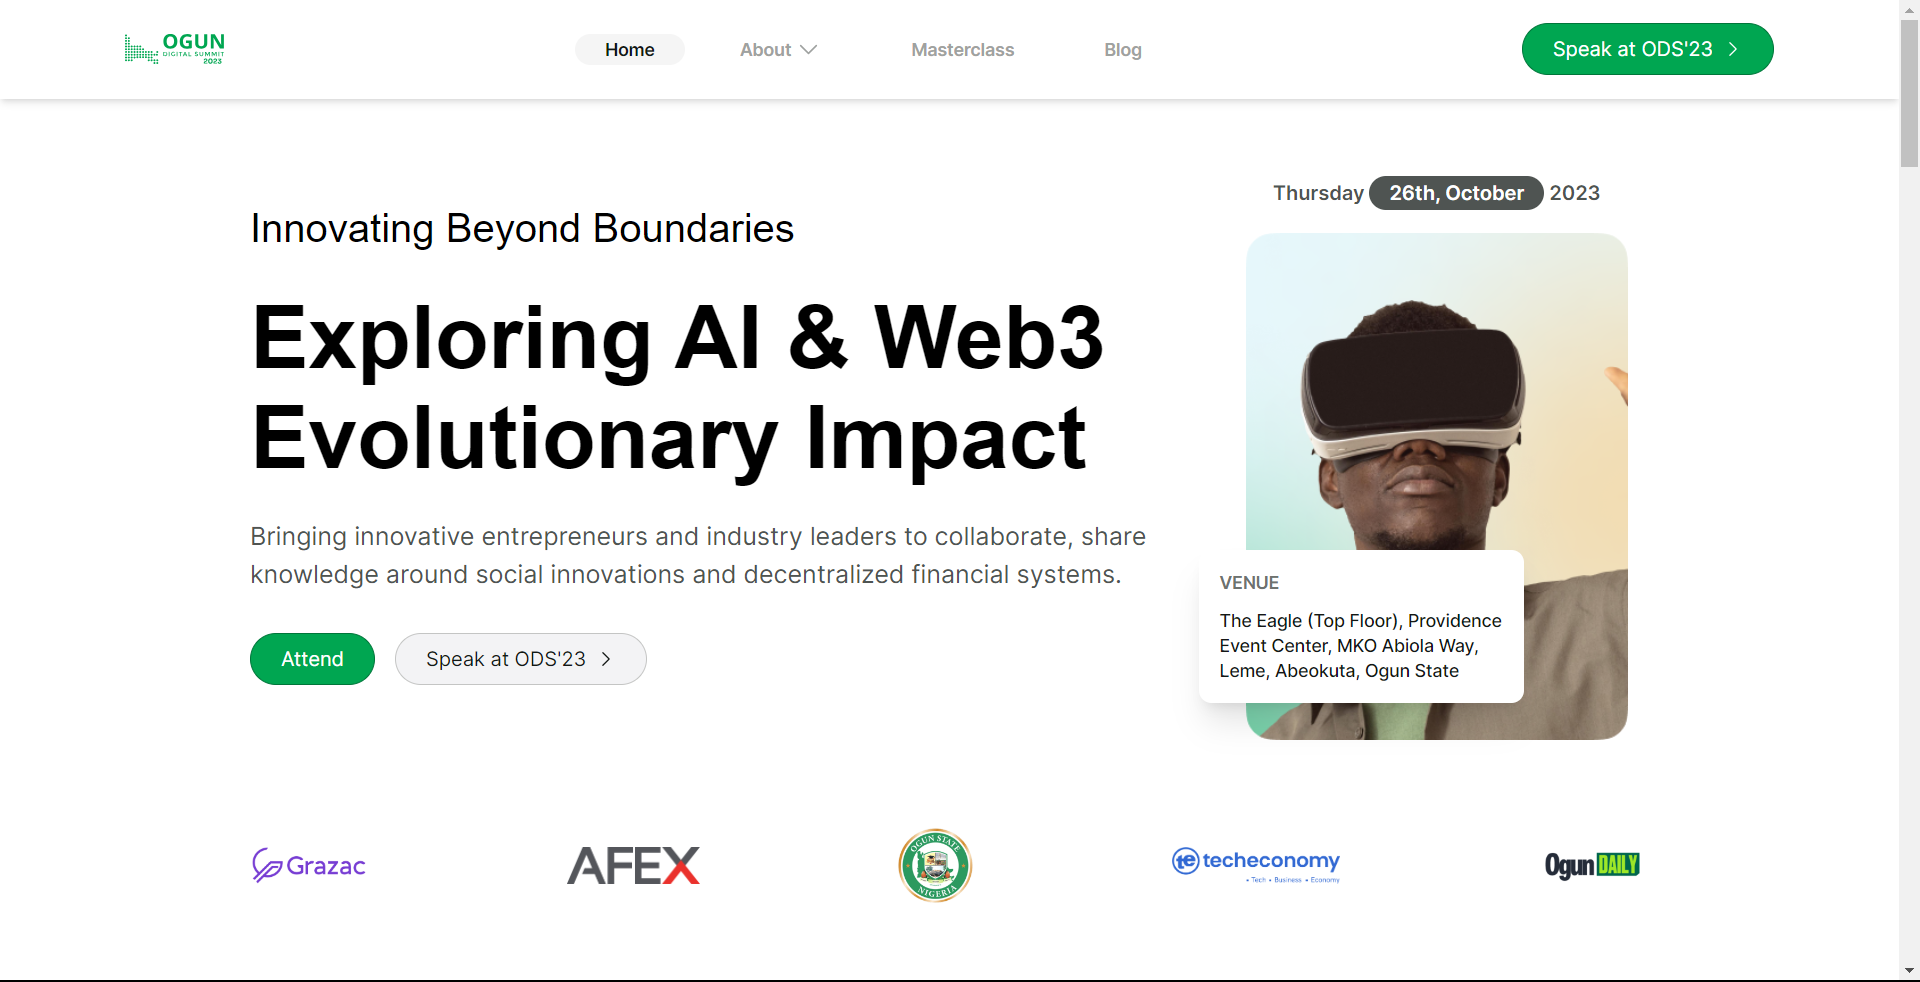 OGUN
DIGITAL SUMMIT
2023
Home
About
Masterclass
Blog
Speak at ODS'23
Innovating Beyond Boundaries
Exploring AI & Web3
Evolutionary Impact
Bringing innovative entrepreneurs and industry leaders to collaborate, share
knowledge around social innovations and decentralized financial systems.
Attend
Speak at ODS'23
Thursday 26th, October 2023
VENUE
The Eagle (Top Floor), Providence
Event Center, MKO Abiola Way,
Leme, Abeokuta, Ogun State
Grazac
AFEX
OGUN STATE
NIGERIA
te techeconomy
• Tech • Business • Economy
Ogun DAILY